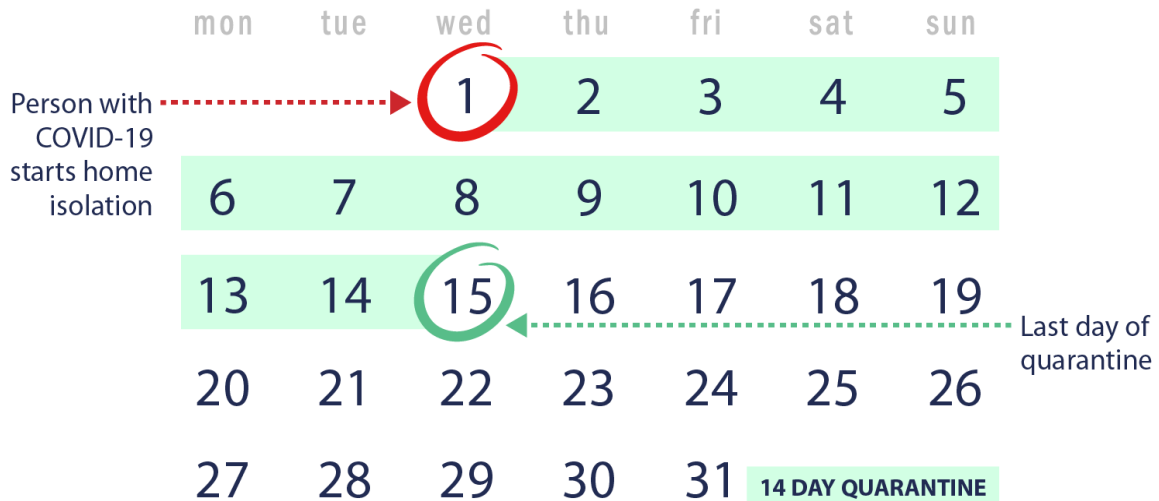 mon tue wed thu fri sat sun
1 2 3 4 5
Person with
COVID-19
starts home
isolation
6 7 8 9 10 11 12
13 14 15 16 17 18 19
Last day of
quarantine
20 21 22 23 24 25 26
27 28 29 30 31
14 DAY QUARANTINE